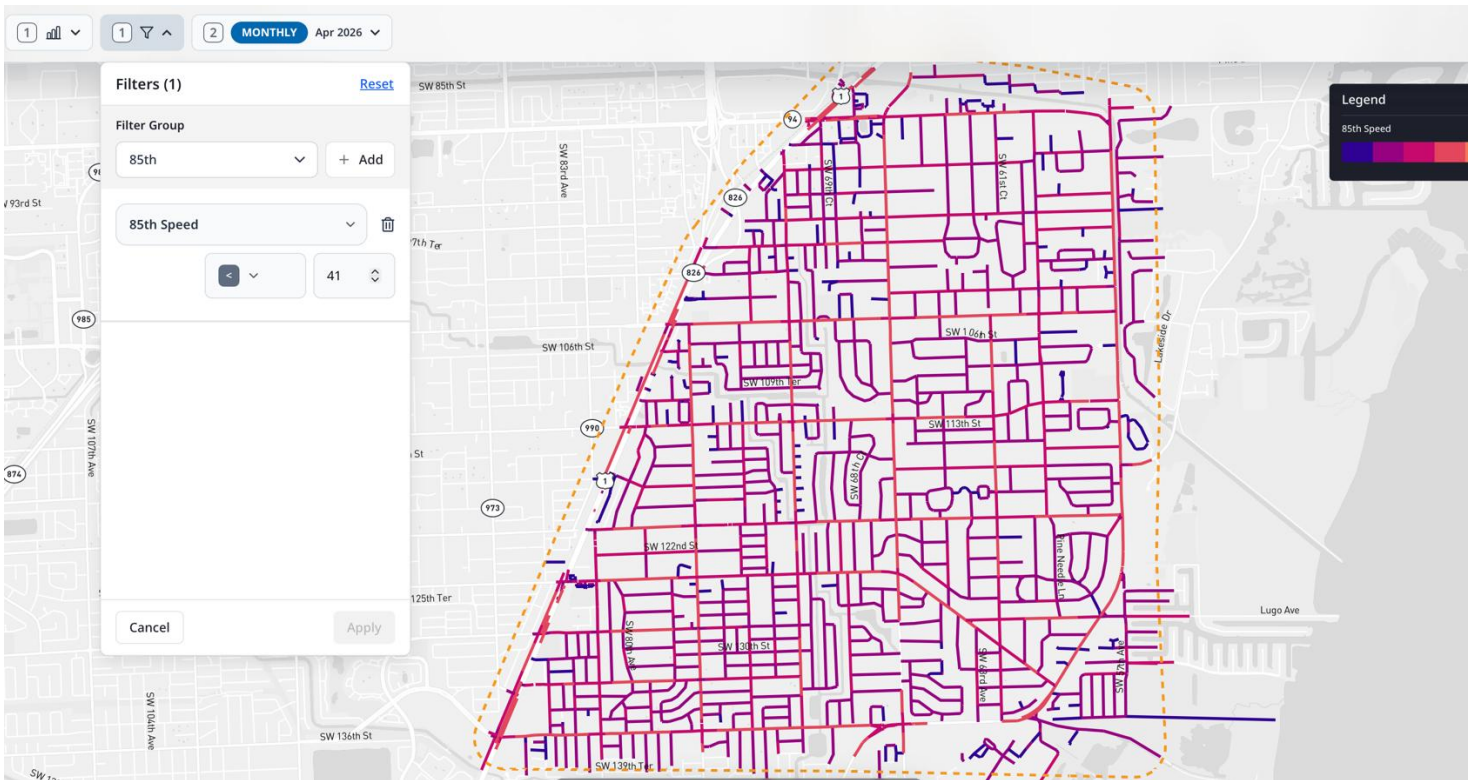 1
1
2 MONTHLY Apr 2026
Filters (1) Reset
Filter Group
85th
+ Add
85th Speed
<
41
Cancel
Apply
Legend
85th Speed
SW 85th St
1
94
SW 83rd Ave
SW 69th Ct
SW 61st Ct
826
93rd St
7th Ter
826
985
SW 106th St
SW 106th St
Lakeside Dr
SW 109th Ter
990
SW 113th St
SW 107th Ave
St
874
1
SW 68th Ct
973
SW 122nd St
Pine Needle Ln
125th Ter
Lugo Ave
SW 80th Ave
SW 130th St
SW 63rd Ave
SW 57th Ave
SW 104th Ave
SW 136th St
SW 139th Ter